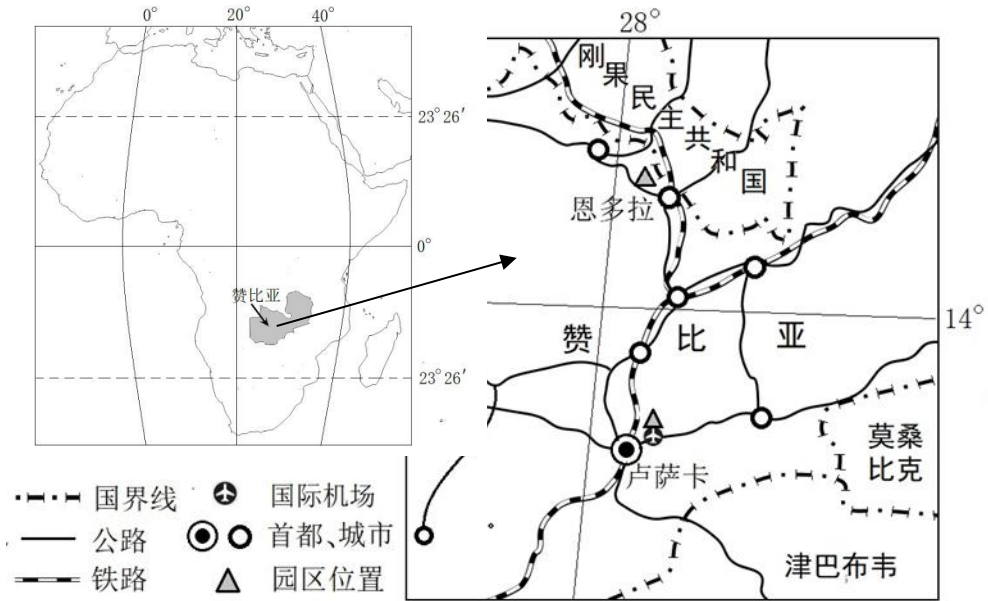 0° 20° 40°
23°26′
0°
赞比亚
23°26′
28°
刚果民主共和国
恩多拉
14°
赞 比 亚
莫桑
比克
卢萨卡
津巴布韦
国界线 国际机场
公路 首都、城市
铁路 园区位置